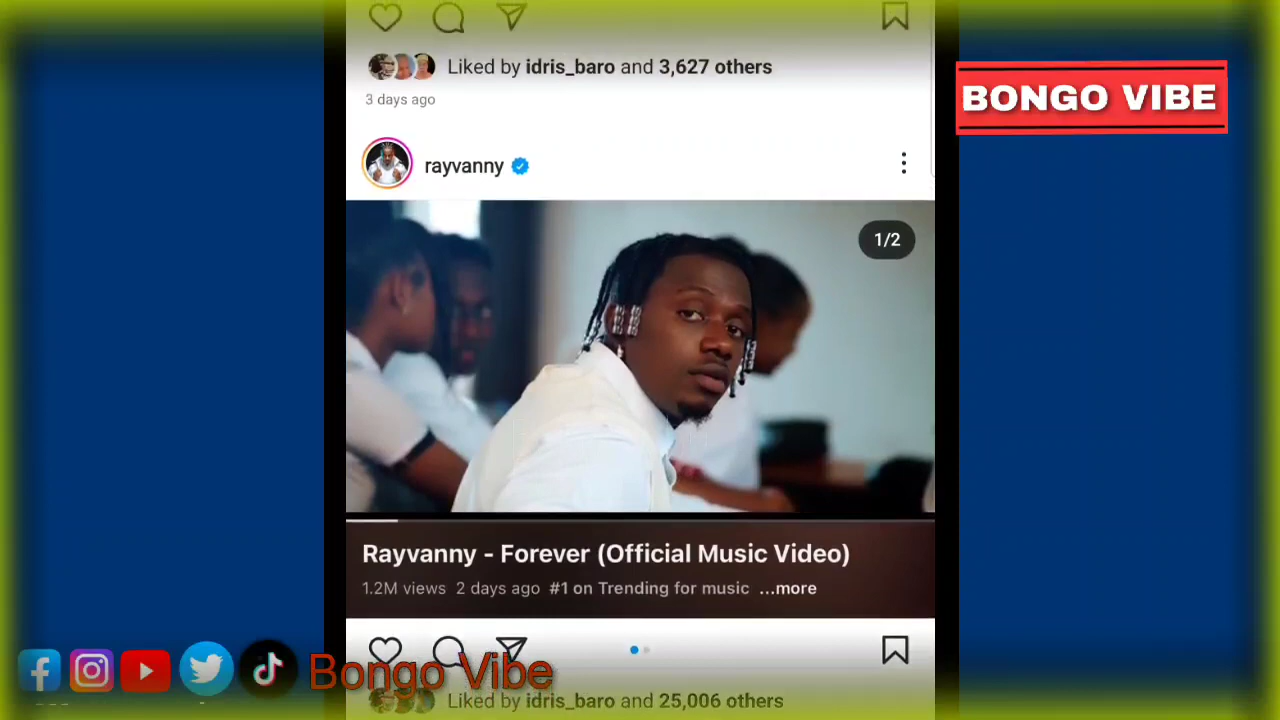 Liked by idris_baro and 3,627 others
3 days ago
BONGO VIBE
rayvanny
1/2
Rayvanny - Forever (Official Music Video)
1.2M views 2 days ago #1 on Trending for music ...more
Bongo Vibe
Liked by idris_baro and 25,006 others